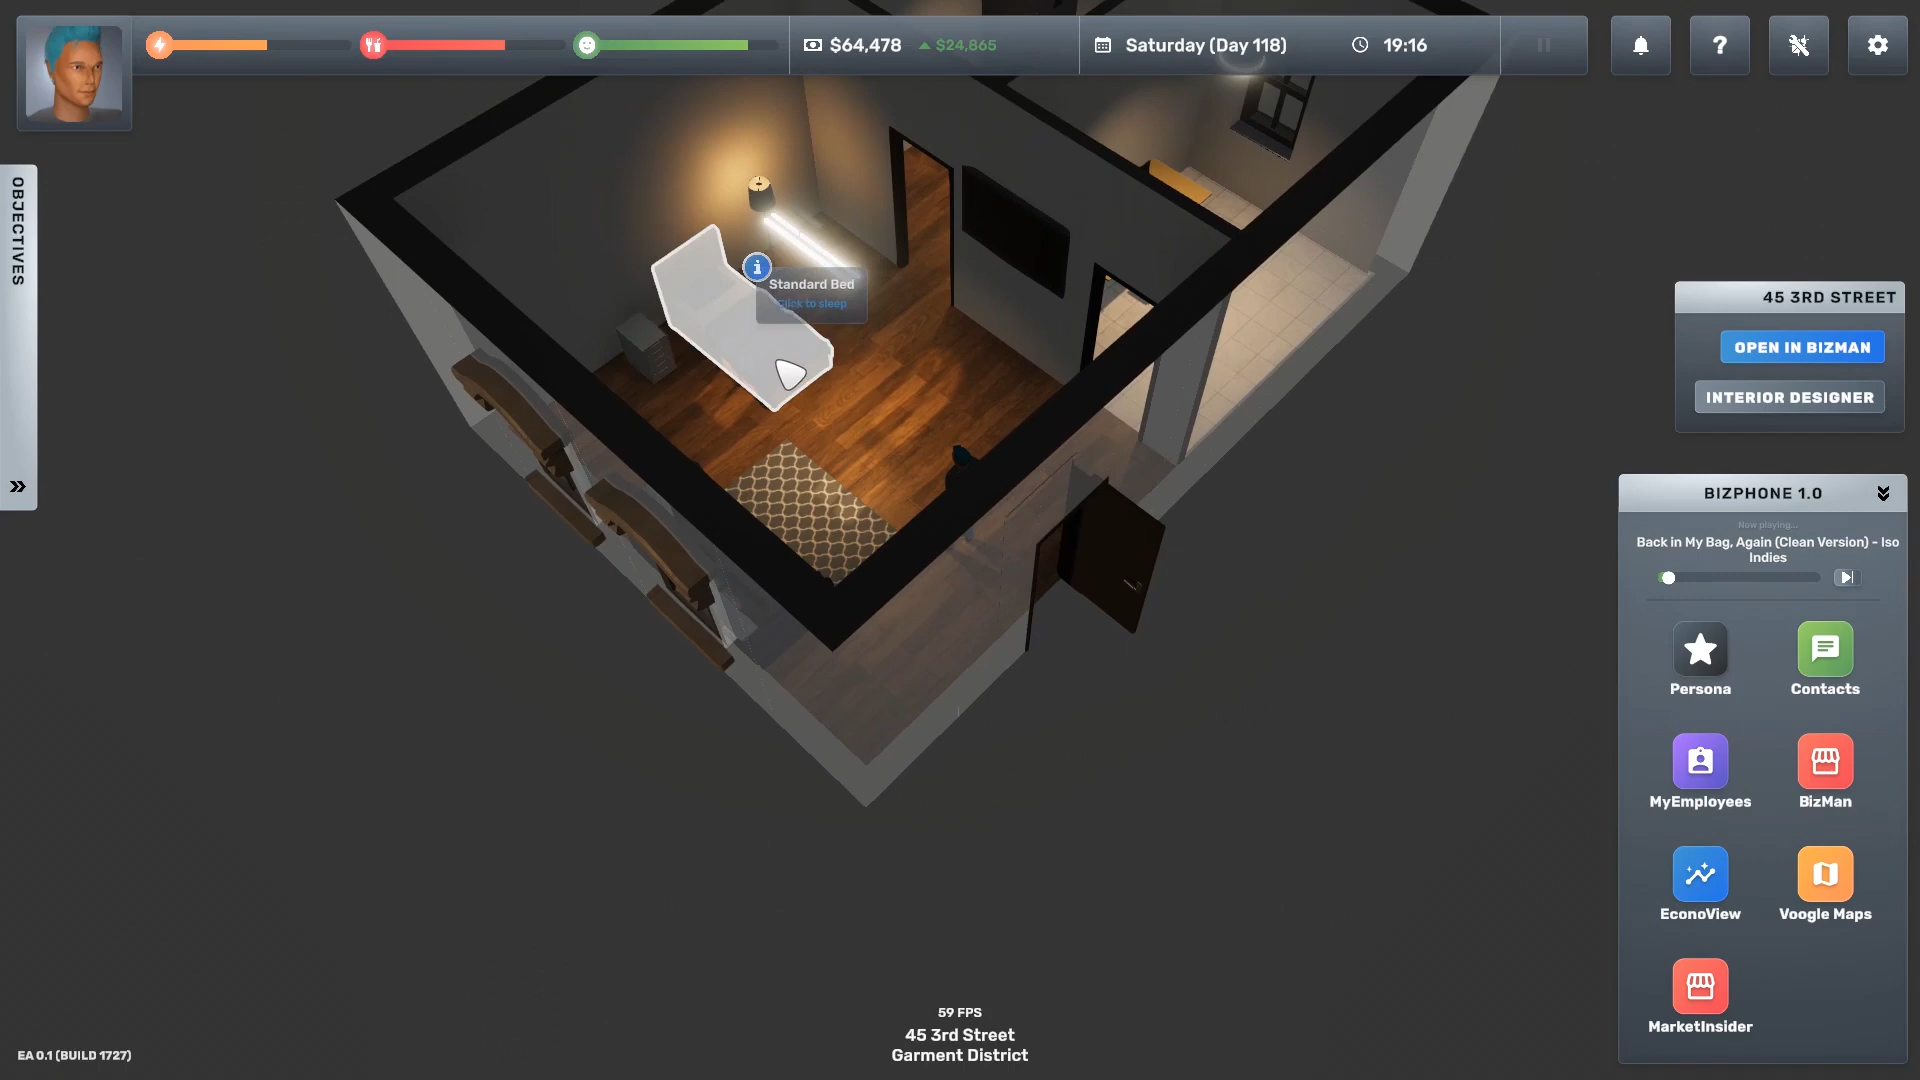 $64,478
$24,865
Saturday (Day 118)
19:16
?
OBJECTIVES
Standard Bed
Click to sleep
45 3RD STREET
OPEN IN BIZMAN
INTERIOR DESIGNER
BIZPHONE 1.0
Now playing...
Back in My Bag, Again (Clean Version) - Iso
Indies
Persona
Contacts
MyEmployees
BizMan
EconoView
Voogle Maps
MarketInsider
59 FPS
45 3rd Street
Garment District
EA 0.1 (BUILD 1727)